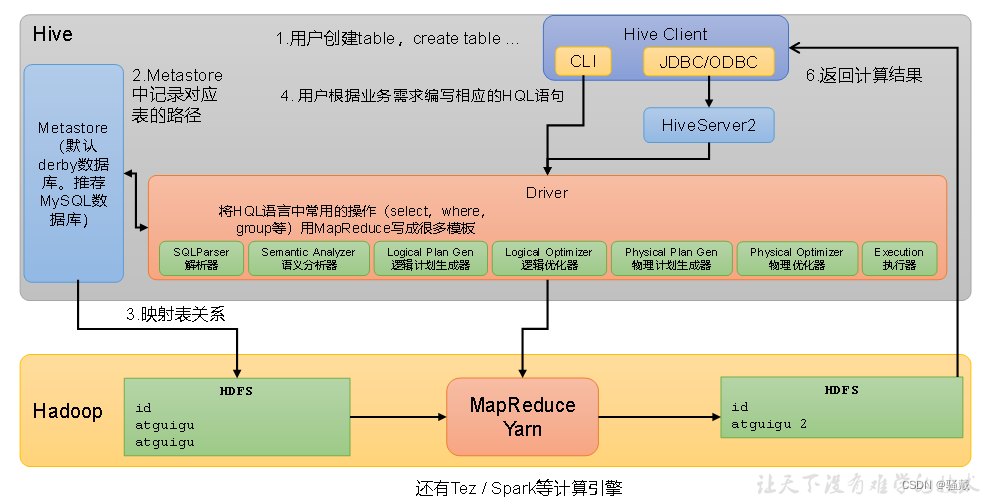 Hive
1.用户创建table，create table ...
Hive Client
CLI
JDBC/ODBC
2.Metastore
中记录对应
表的路径
4. 用户根据业务需求编写相应的HQL语句
6.返回计算结果
HiveServer2
Metastore
（默认
derby数据
库。推荐
MySQL数
据库）
Driver
将HQL语言中常用的操作（select，where，
group等）用MapReduce写成很多模板
SQLParser
解析器
Semantic Analyzer
语义分析器
Logical Plan Gen
逻辑计划生成器
Logical Optimizer
逻辑优化器
Physical Plan Gen
物理计划生成器
Physical Optimizer
物理优化器
Execution
执行器
3.映射表关系
Hadoop
HDFS
id
atguigu
atguigu
MapReduce
Yarn
HDFS
id
atguigu 2
还有Tez / Spark等计算引擎
让天下没有难学的技术
CSDN @骚戴